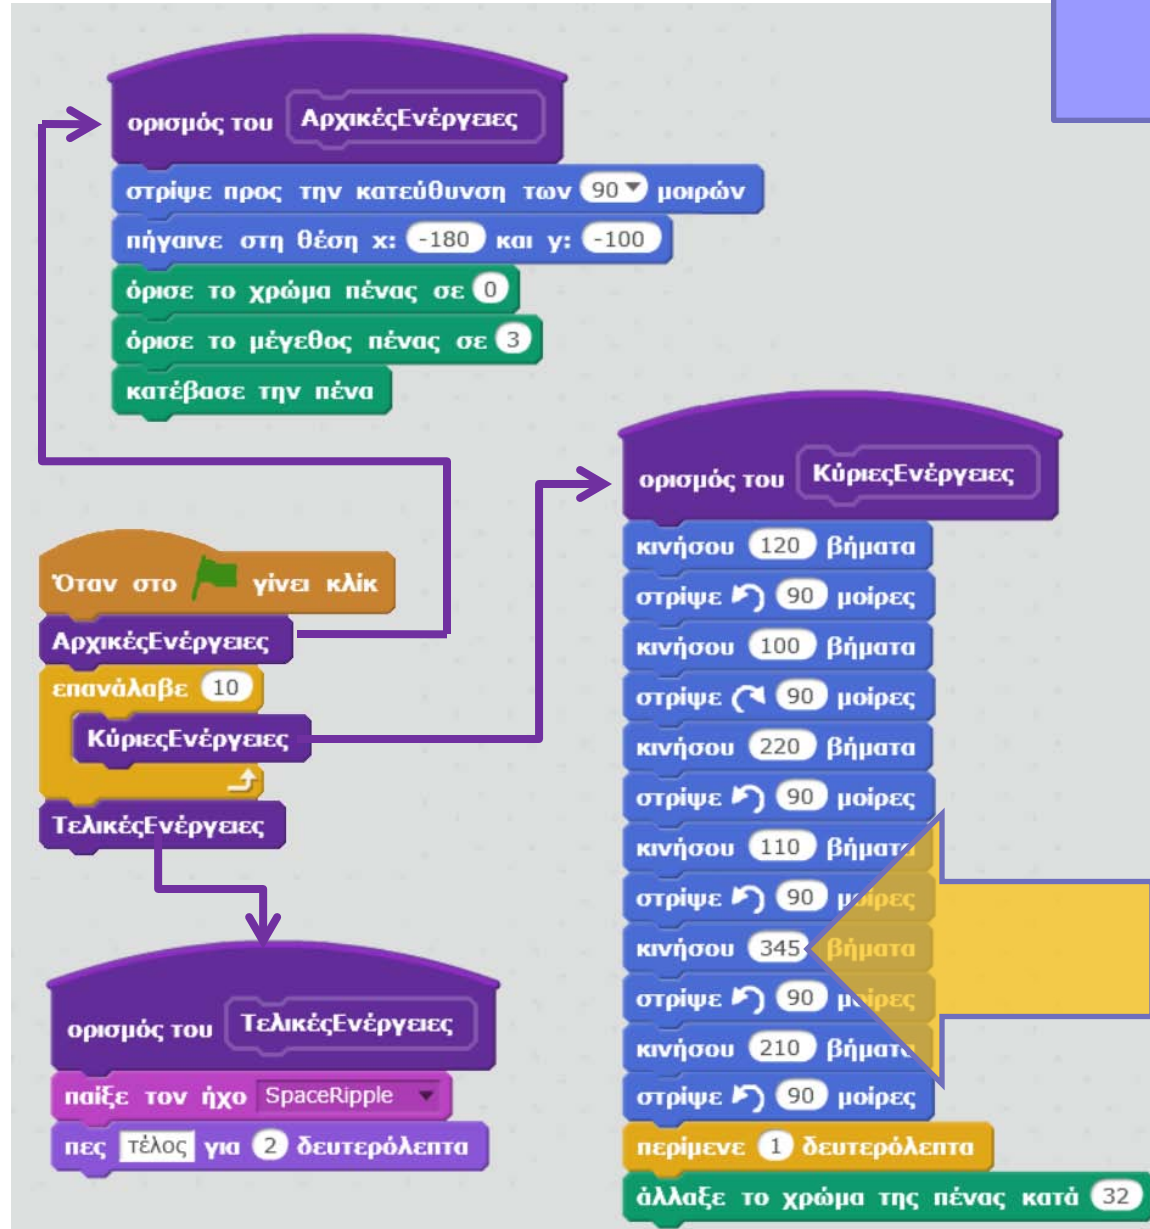 ορισμός του ΑρχικέςΕνέργειες
στρίψε προς την κατεύθυνση των 90 μοιρών
πήγαινε στη θέση x: -180 και y: -100
όρισε το χρώμα πένας σε 0
όρισε το μέγεθος πένας σε 3
κατέβασε την πένα
Όταν στο γίνει κλίκ
ΑρχικέςΕνέργειες
επανάλαβε 10
ΚύριεςΕνέργειες
ΤελικέςΕνέργειες
ορισμός του ΤελικέςΕνέργειες
παίξε τον ήχο SpaceRipple
πες τέλος για 2 δευτερόλεπτα
ορισμός του ΚύριεςΕνέργειες
κινήσου 120 βήματα
στρίψε 90 μοίρες
κινήσου 100 βήματα
στρίψε 90 μοίρες
κινήσου 220 βήματα
στρίψε 90 μοίρες
κινήσου 110 βήματα
στρίψε 90 μοίρες
κινήσου 345 βήματα
στρίψε 90 μοίρες
κινήσου 210 βήματα
στρίψε 90 μοίρες
περίμενε 1 δευτερόλεπτα
άλλαξε το χρώμα της πένας κατά 32